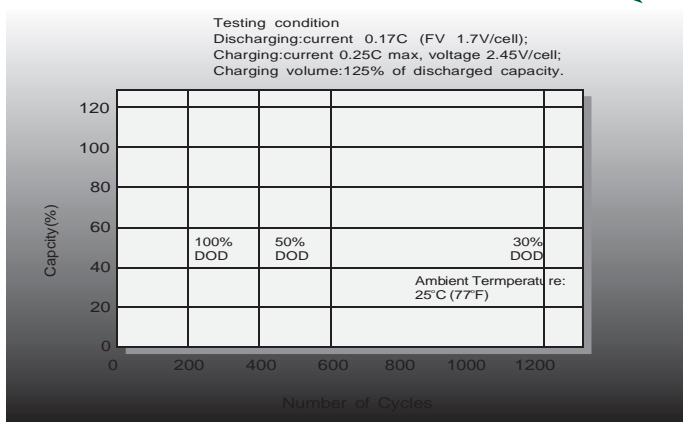 Testing condition
Discharging:current 0.17C (FV 1.7V/cell);
Charging:current 0.25C max, voltage 2.45V/cell;
Charging volume:125% of discharged capacity.
120
100
80
60
40
20
0
Capcity(%)
100%
DOD
50%
DOD
30%
DOD
Ambient Termperature:
25°C (77°F)
0 200 400 600 800 1000 1200
Number of Cycles